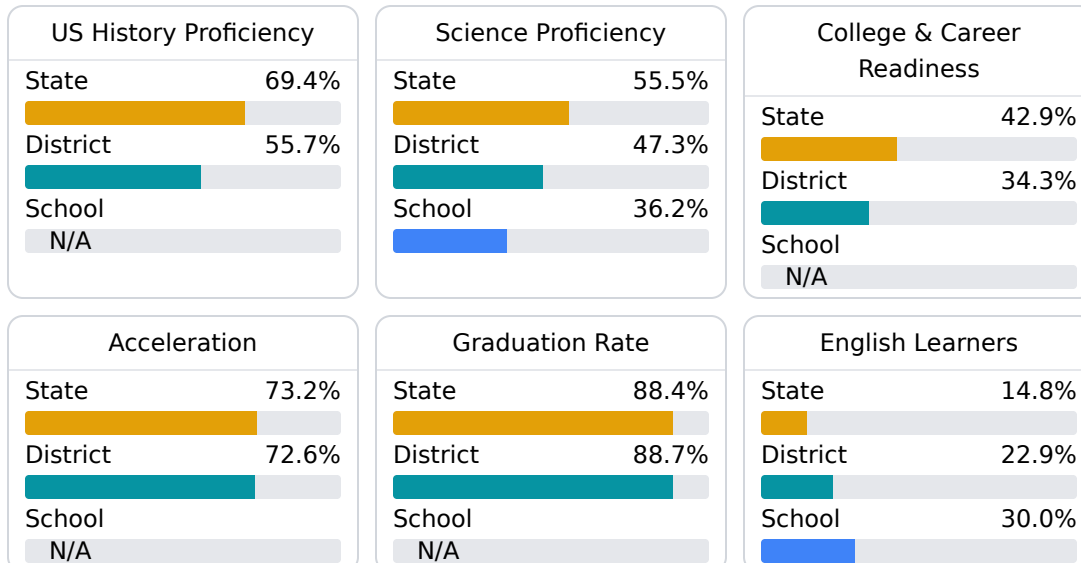 US History Proficiency
State 69.4%
District 55.7%
School
N/A
Science Proficiency
State 55.5%
District 47.3%
School 36.2%
College & Career
Readiness
State 42.9%
District 34.3%
School
N/A
Acceleration
State 73.2%
District 72.6%
School
N/A
Graduation Rate
State 88.4%
District 88.7%
School
N/A
English Learners
State 14.8%
District 22.9%
School 30.0%